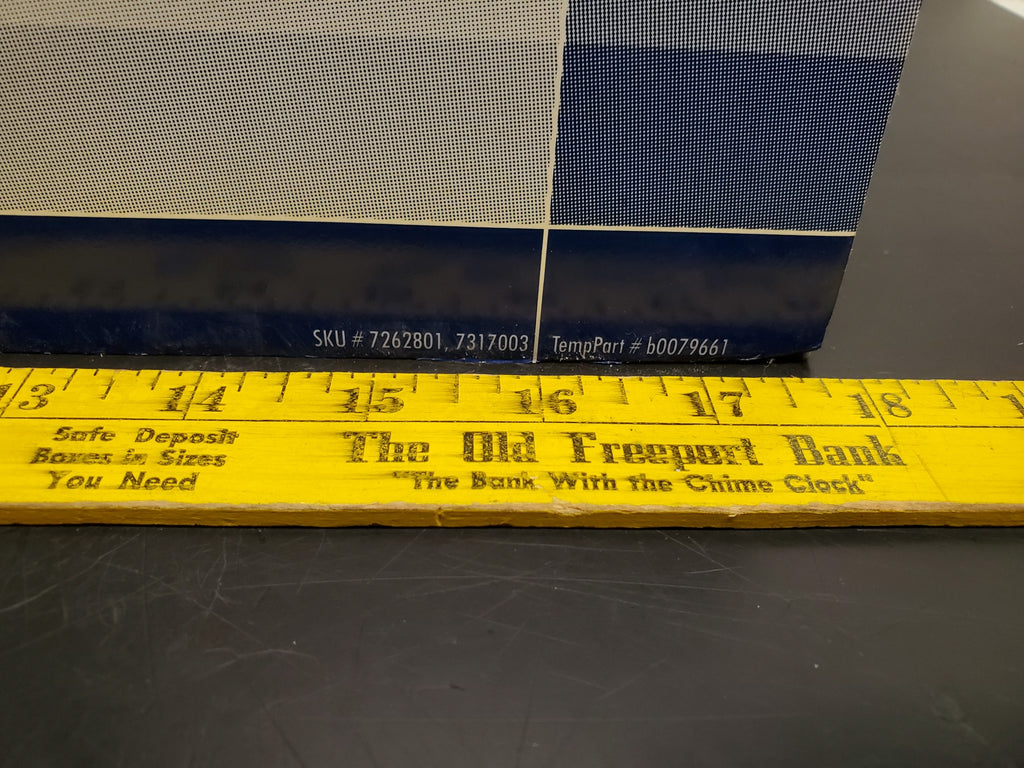 SKU # 7262801, 7317003 TempPart # b0079661
13 14 15 16 17 18 1
Safe Deposit
Boxes in Sizes
You Need
The Old Freeport Bank
"The Bank With the Chime Clock"